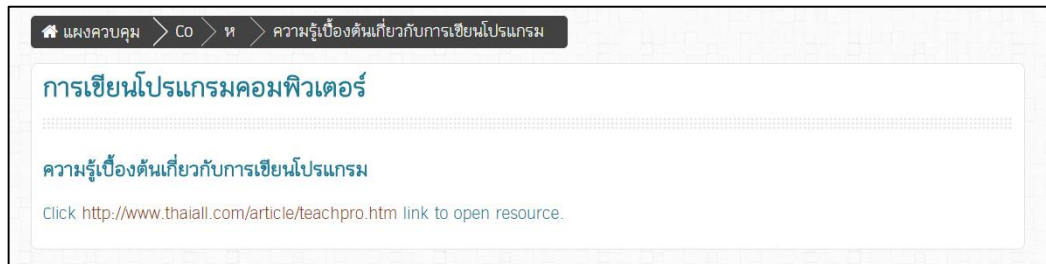 แผงควบคุม Co ห ความรู้เบื้องต้นเกี่ยวกับการเขียนโปรแกรม
การเขียนโปรแกรมคอมพิวเตอร์
ความรู้เบื้องต้นเกี่ยวกับการเขียนโปรแกรม
Click http://www.thaiall.com/article/teachpro.htm link to open resource.